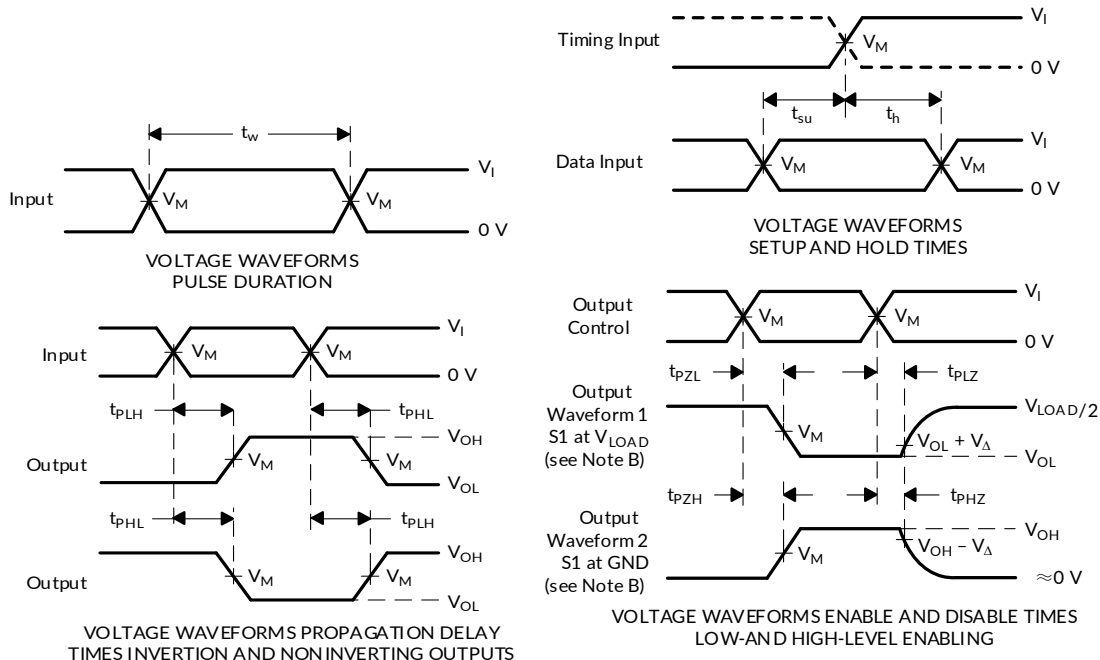 t_w
V_I
Input
V_M
V_M
0 V
VOLTAGE WAVEFORMS
PULSE DURATION
V_I
Timing Input
V_M
0 V
t_su
t_h
V_I
Data Input
V_M
V_M
0 V
VOLTAGE WAVEFORMS
SETUP AND HOLD TIMES
V_I
Input
V_M
V_M
0 V
t_PLH
t_PHL
V_OH
Output
V_M
V_M
V_OL
t_PHL
t_PLH
V_OH
Output
V_M
V_M
V_OL
VOLTAGE WAVEFORMS PROPAGATION DELAY
TIMES INVERTION AND NONINVERTING OUTPUTS
V_I
Output
Control
V_M
V_M
0 V
t_PZL
t_PLZ
Output
Waveform 1
S1 at V_LOAD
(see Note B)
V_LOAD/2
V_M
V_OL + V_Δ
V_OL
t_PZH
t_PHZ
Output
Waveform 2
S1 at GND
(see Note B)
V_OH
V_M
V_OH – V_Δ
≈0 V
VOLTAGE WAVEFORMS ENABLE AND DISABLE TIMES
LOW-AND HIGH-LEVEL ENABLING